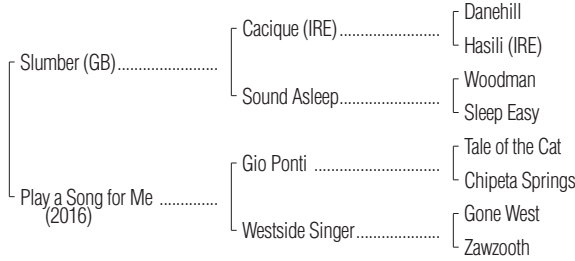 Danehill
Cacique (IRE)........................
Hasili (IRE)
Slumber (GB)........................
Woodman
Sound Asleep........................
Sleep Easy
Tale of the Cat
Gio Ponti ..............................
Chipeta Springs
Play a Song for Me ..............
(2016)
Gone West
Westside Singer....................
Zawzooth